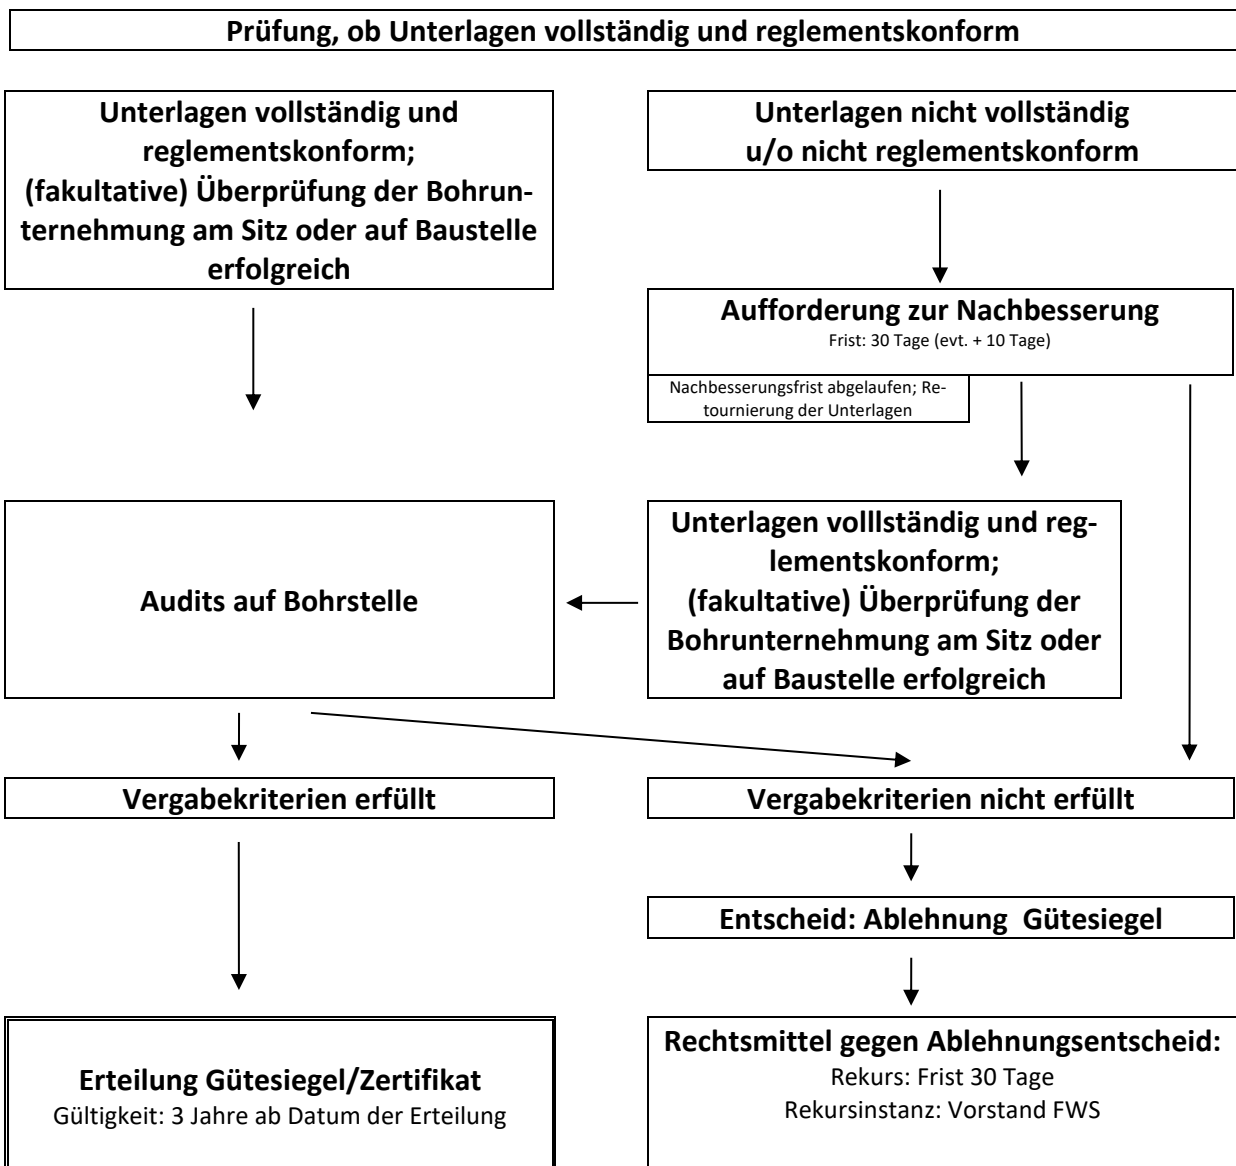 Prüfung, ob Unterlagen vollständig und reglementskonform
Unterlagen vollständig und
reglementskonform;
(fakultative) Überprüfung der Bohrun-
ternehmung am Sitz oder auf Baustelle
erfolgreich
Unterlagen nicht vollständig
u/o nicht reglementskonform
Aufforderung zur Nachbesserung
Frist: 30 Tage (evt. + 10 Tage)
Nachbesserungsfrist abgelaufen; Re-
tournierung der Unterlagen
Audits auf Bohrstelle
Unterlagen volllständig und reg-
lementskonform;
(fakultative) Überprüfung der
Bohrunternehmung am Sitz oder
auf Baustelle erfolgreich
Vergabekriterien erfüllt
Vergabekriterien nicht erfüllt
Entscheid: Ablehnung  Gütesiegel
Erteilung Gütesiegel/Zertifikat
Gültigkeit: 3 Jahre ab Datum der Erteilung
Rechtsmittel gegen Ablehnungsentscheid:
Rekurs: Frist 30 Tage
Rekursinstanz: Vorstand FWS